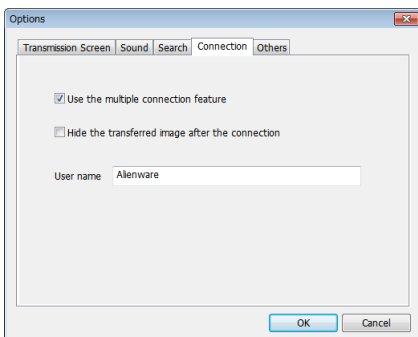 Options
Transmission Screen Sound Search Connection Others
Use the multiple connection feature
Hide the transferred image after the connection
User name Alienware
OK Cancel